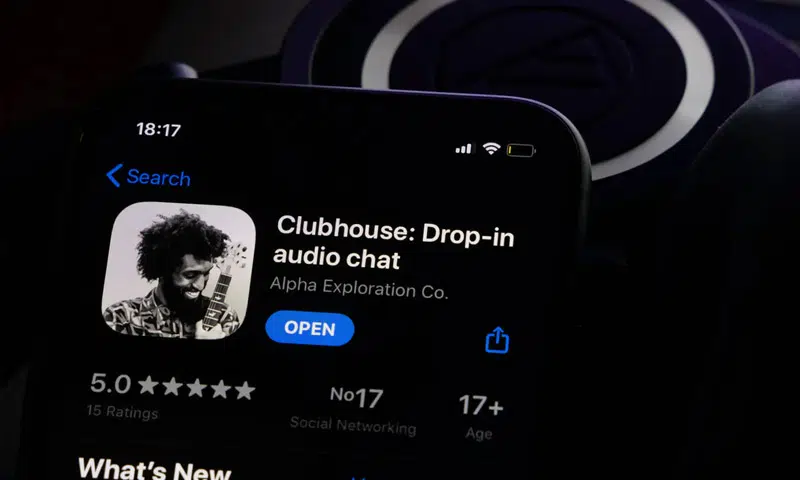 18:17
Search
Clubhouse: Drop-in
audio chat
Alpha Exploration Co.
OPEN
5.0 ★★★★★
15 Ratings
No17
Social Networking
17+
Age
What's New